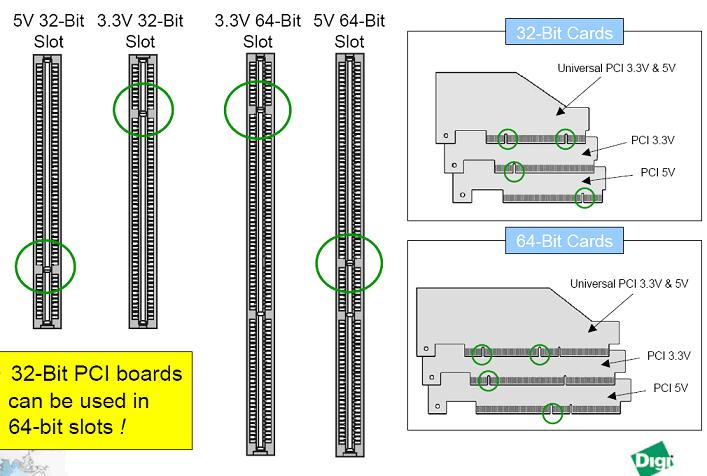 5V 32-Bit Slot
3.3V 32-Bit Slot
3.3V 64-Bit Slot
5V 64-Bit Slot
32-Bit Cards
Universal PCI 3.3V & 5V
PCI 3.3V
PCI 5V
64-Bit Cards
Universal PCI 3.3V & 5V
PCI 3.3V
PCI 5V
32-Bit PCI boards
can be used in
64-bit slots !
Digi